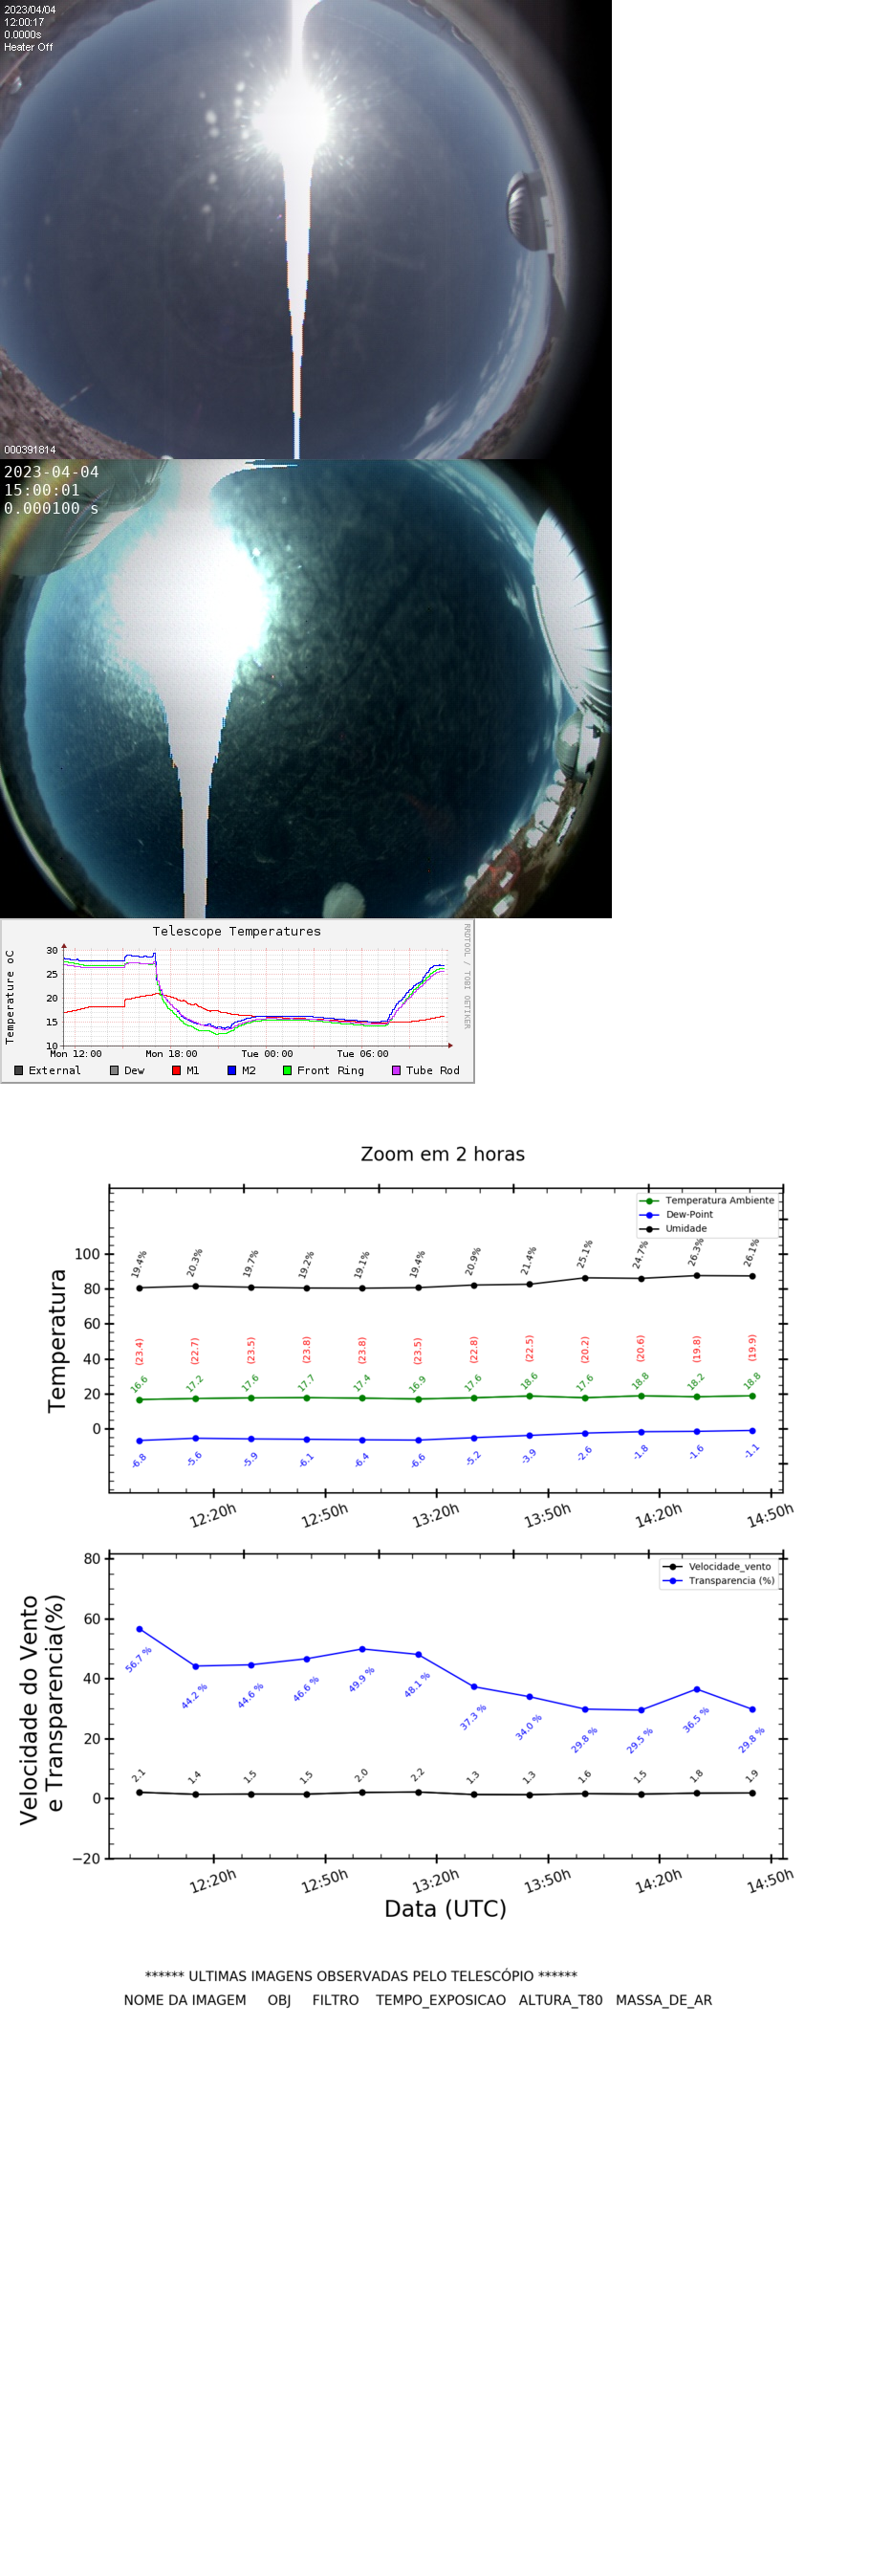 2023/04/04
12:00:17
0.0000s
Heater Off
000391814
2023-04-04
15:00:01
0.000100 s
Telescope Temperatures
RRDTOOL / TOBI OETIKER
Temperature oC
30
25
20
15
10
Mon 12:00 Mon 18:00 Tue 00:00 Tue 06:00
External Dew M1 M2 Front Ring Tube Rod
Zoom em 2 horas
Temperatura Ambiente
Dew-Point
Umidade
Temperatura
100
80
60
40
20
0
19.4% 20.3% 19.7% 19.2% 19.1% 19.4% 20.9% 21.4% 25.1% 24.7% 26.3% 26.1%
(23.4) (22.7) (23.5) (23.8) (23.8) (23.5) (22.8) (22.5) (20.2) (20.6) (19.8) (19.9)
16.6 17.2 17.6 17.7 17.4 16.9 17.6 18.6 17.6 18.8 18.2 18.8
-6.8 -5.6 -5.9 -6.1 -6.4 -6.6 -5.2 -3.9 -2.6 -1.8 -1.6 -1.1
12:20h 12:50h 13:20h 13:50h 14:20h 14:50h
Velocidade_vento
Transparencia (%)
Velocidade do Vento
e Transparencia(%)
80
60
40
20
0
−20
56.7 % 44.2 % 44.6 % 46.6 % 49.9 % 48.1 % 37.3 % 34.0 % 29.8 % 29.5 % 36.5 % 29.8 %
2.1 1.4 1.5 1.5 2.0 2.2 1.3 1.3 1.6 1.5 1.8 1.9
12:20h 12:50h 13:20h 13:50h 14:20h 14:50h
Data (UTC)
****** ULTIMAS IMAGENS OBSERVADAS PELO TELESCÓPIO ******
NOME DA IMAGEM OBJ FILTRO TEMPO_EXPOSICAO ALTURA_T80 MASSA_DE_AR